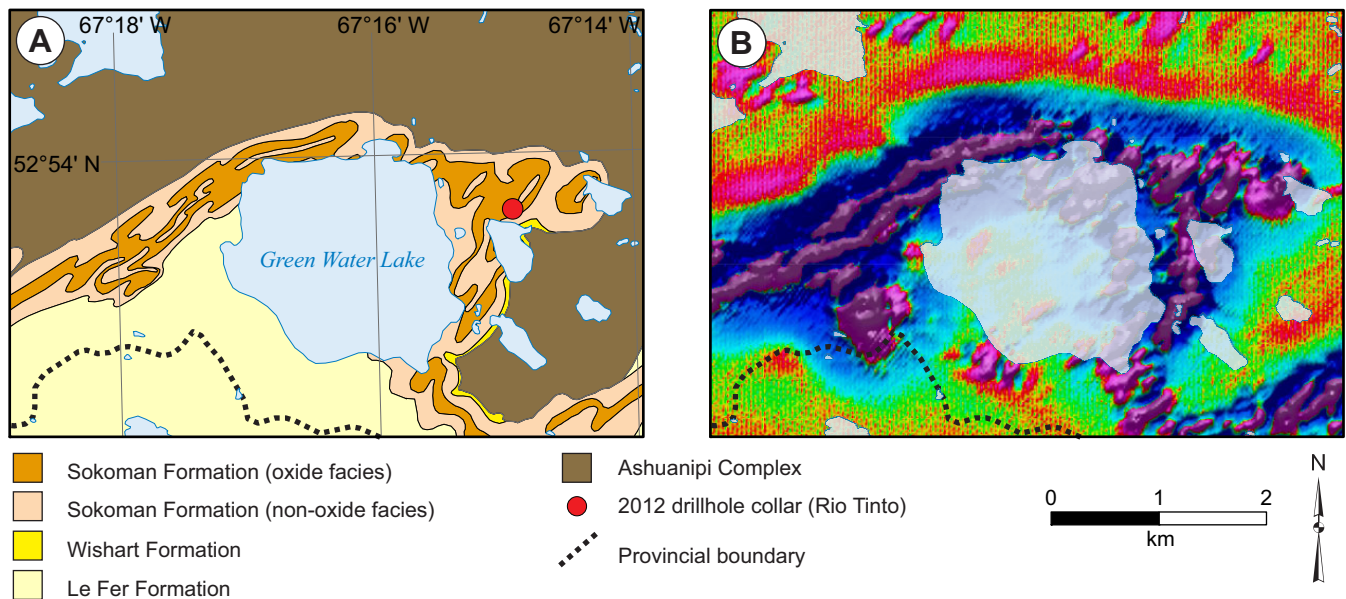 A
67°18' W
67°16' W
67°14' W
B
52°54' N
Green Water Lake
Sokoman Formation (oxide facies)
Sokoman Formation (non-oxide facies)
Wishart Formation
Le Fer Formation
Ashuanipi Complex
2012 drillhole collar (Rio Tinto)
Provincial boundary
0 1 2
km
N